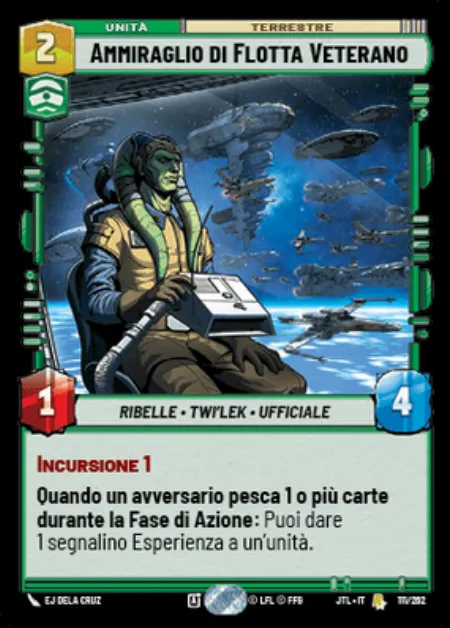 UNITÀ
TERRESTRE
2
AMMIRAGLIO DI FLOTTA VETERANO
1
4
RIBELLE • TWI'LEK • UFFICIALE
INCURSIONE 1
Quando un avversario pesca 1 o più carte
durante la Fase di Azione: Puoi dare
1 segnalino Esperienza a un'unità.
EJ DELA CRUZ
© LFL © FFG
JTL • IT
111/262